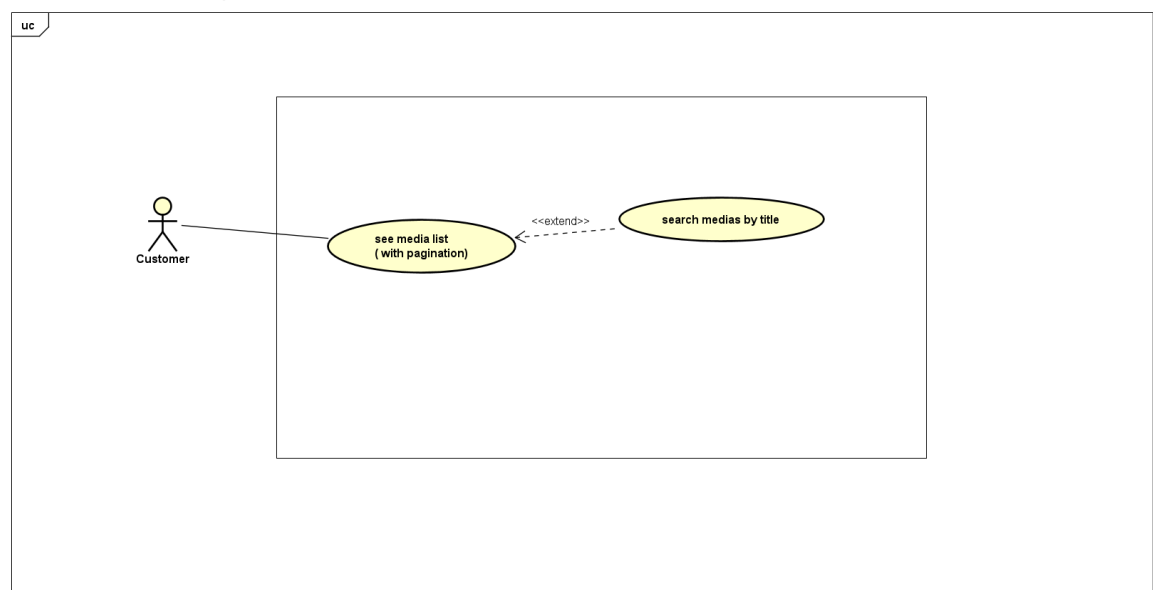 uc
<<extend>>
search medias by title
see media list
( with pagination)
Customer